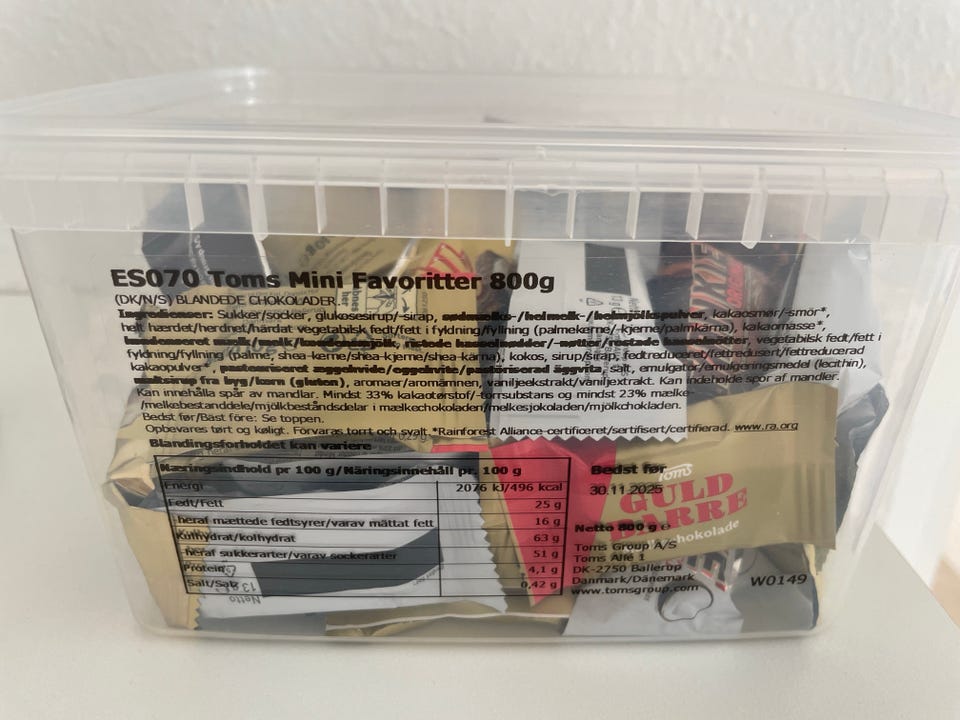 ES070 Toms Mini Favoritter 800g
(DK/N/S) BLANDEDE CHOKOLADER.
Ingredienser: Sukker/socker, glukosesirup/-sirap, sødmælks-/helmelk-/helmjölkspulver, kakaosmør/-smör*,
helt hærdet/herdnet/härdat vegetabilsk fedt/fett i fyldning/fyllning (palmekerne/-kjerne/palmkärna), kakaomasse*,
kondenseret mælk/melk/kondensmjölk, ristede hasselnødder/-nøtter/rostade hasselnötter, vegetabilsk fedt/fett i
fyldning/fyllning (palme, shea-kerne/shea-kjerne/shea-kärna), kokos, sirup/sirap, fedtreduceret/fettredusert/fettreducerad
kakaopulver*, pasteuriseret æggehvide/eggehvite/pastöriserad äggvita, salt, emulgator/emulgeringsmedel (lecithin),
maltsirup fra byg/korn (gluten), aromaer/aromämnen, vaniljeekstrakt/vaniljextrakt. Kan indeholde spor af mandler.
Kan innehålla spår av mandlar. Mindst 33% kakaotørstof/-torrsubstans og mindst 23% mælke-
/melkebestanddele/mjölkbeståndsdelar i mælkechokoladen/melkesjokoladen/mjölkchokladen.
Bedst før/Bäst före: Se toppen.
Opbevares tørt og køligt. Förvaras torrt och svalt. *Rainforest Alliance-certificeret/sertifisert/certifierad. www.ra.org
Blandingsforholdet kan variere
Næringsindhold pr 100 g/Näringsinnehåll pr. 100 g
Energi 2076 kJ/496 kcal
Fedt/Fett 25 g
heraf mættede fedtsyrer/varav mättat fett 16 g
Kulhydrat/kolhydrat 63 g
heraf sukkerarter/varav sockerarter 51 g
Protein 4,1 g
Salt/Salt 0,42 g
Bedst før
30.11.2025
Netto 800 g e
Toms Group A/S
Toms Allé 1
DK-2750 Ballerup
Danmark/Dänemark
www.tomsgroup.com
W0149
Toms
GULD
BARRE
chokolade
Netto
13 g